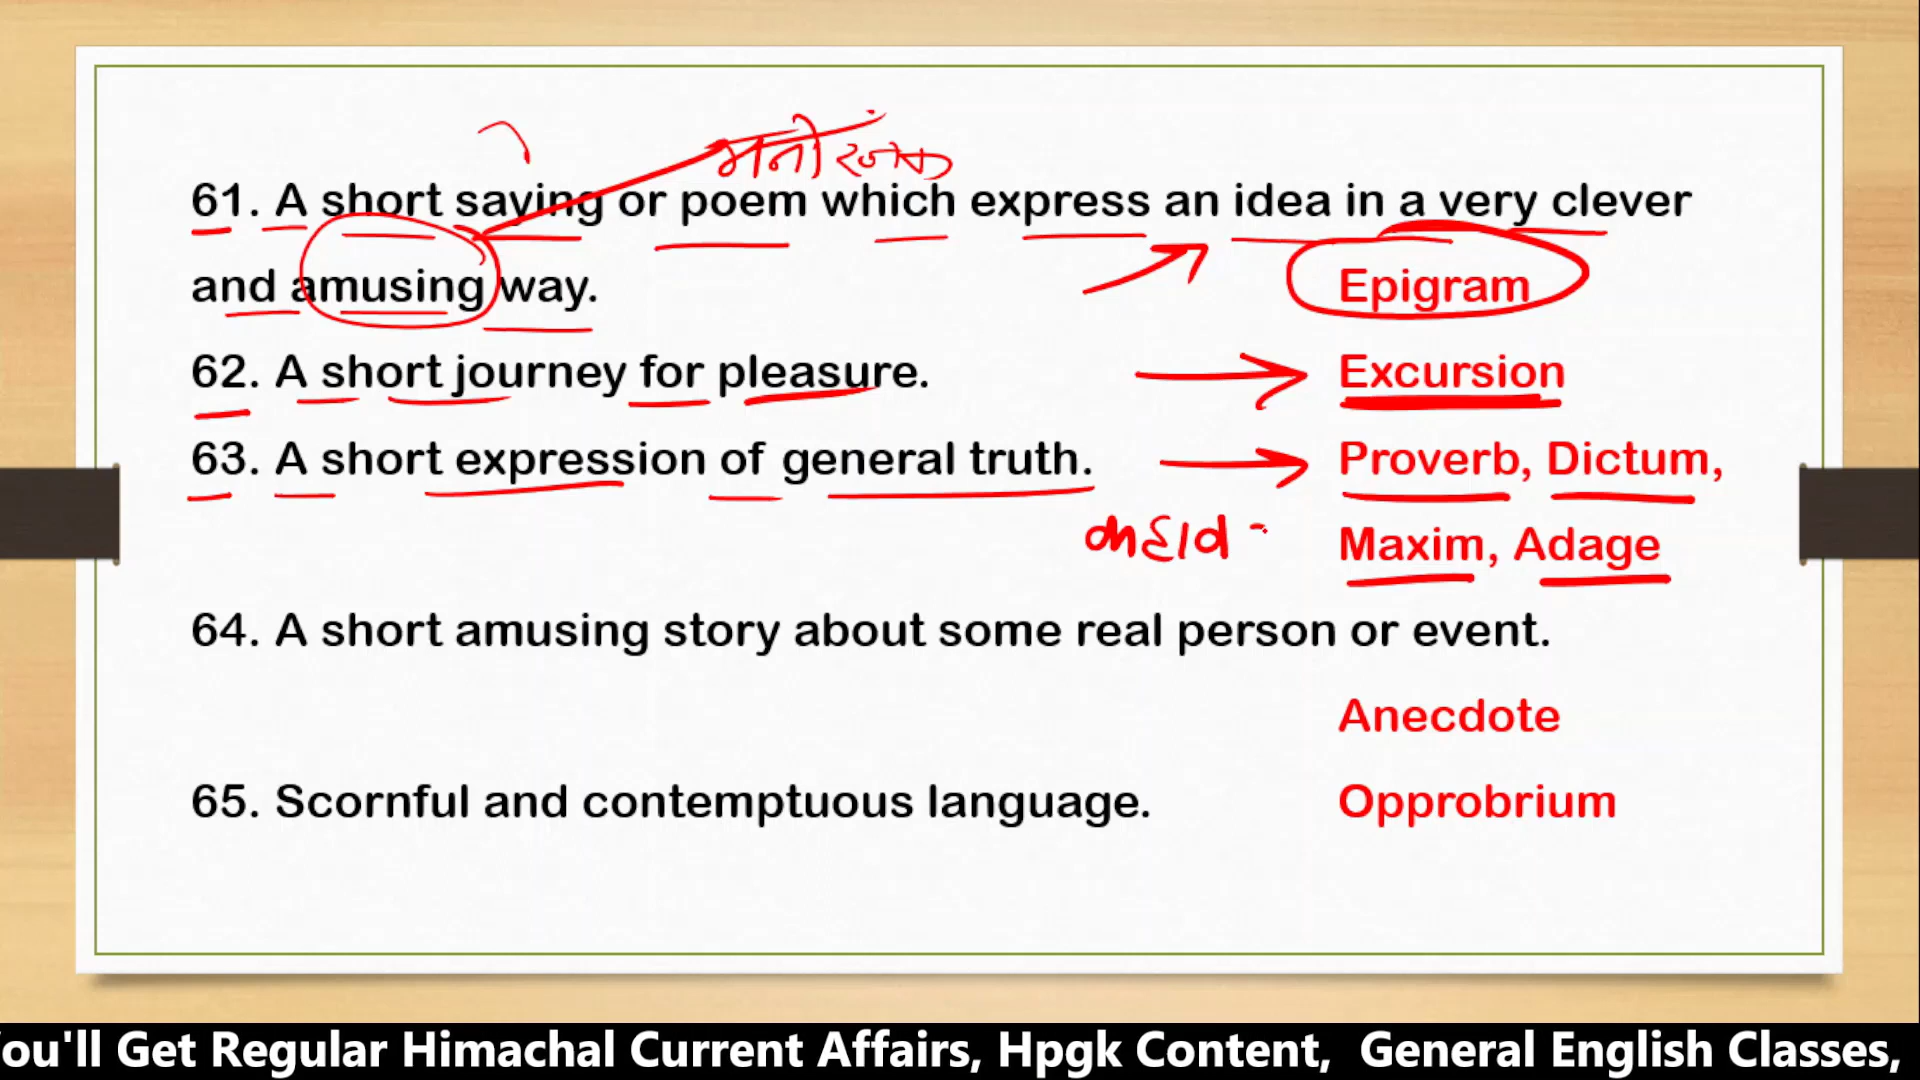 मनोरंजक
61. A short saying or poem which express an idea in a very clever
and amusing way. Epigram
62. A short journey for pleasure. Excursion
63. A short expression of general truth. Proverb, Dictum,
Maxim, Adage
64. A short amusing story about some real person or event.
Anecdote
65. Scornful and contemptuous language. Opprobrium
ou'll Get Regular Himachal Current Affairs, Hpgk Content, General English Classes,